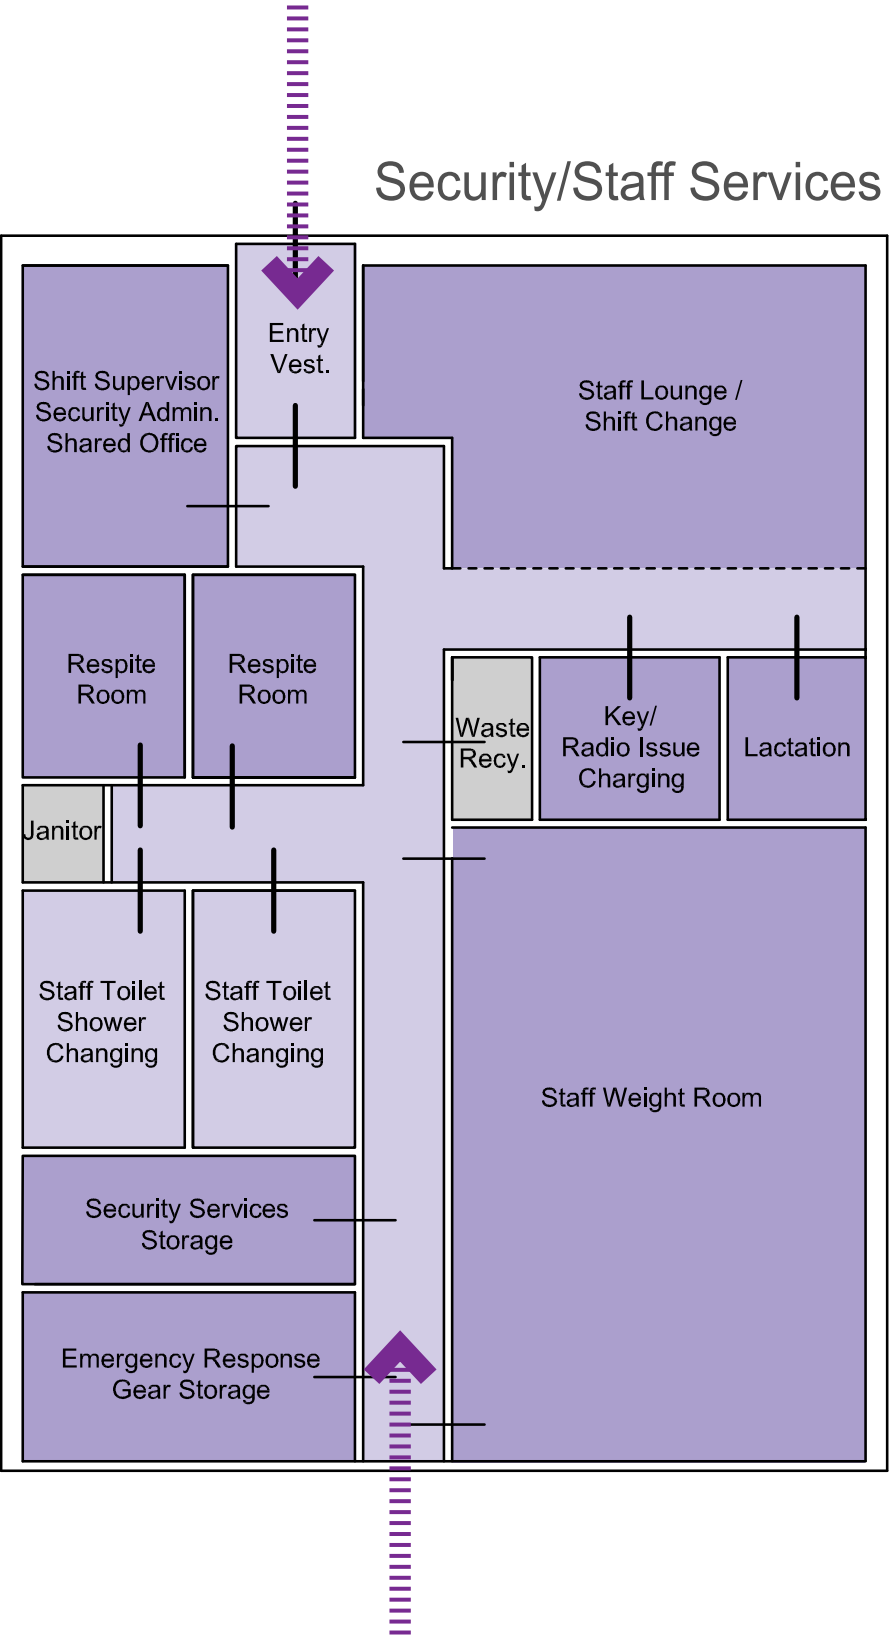 Security/Staff Services
Entry
Vest.
Shift Supervisor
Security Admin.
Shared Office
Staff Lounge /
Shift Change
Respite
Room
Respite
Room
Waste
Recy.
Key/
Radio Issue
Charging
Lactation
Janitor
Staff Toilet
Shower
Changing
Staff Toilet
Shower
Changing
Staff Weight Room
Security Services
Storage
Emergency Response
Gear Storage